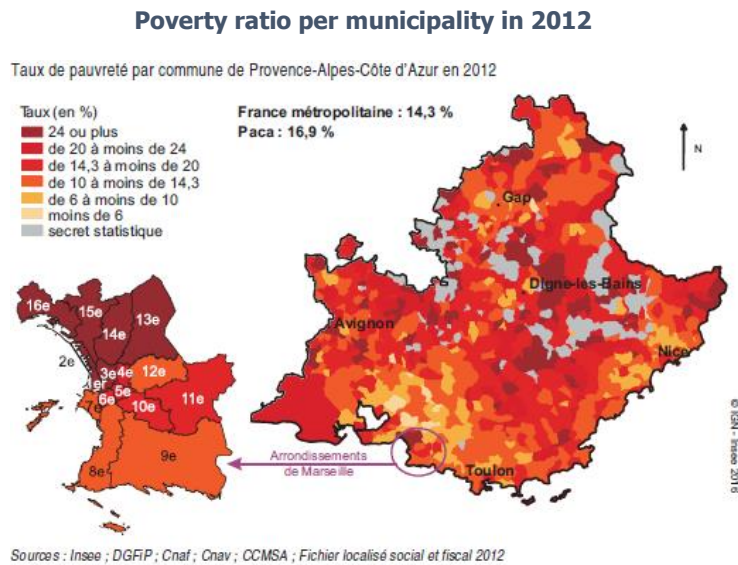 Poverty ratio per municipality in 2012
Taux de pauvreté par commune de Provence-Alpes-Côte d'Azur en 2012
Taux (en %)
24 ou plus
de 20 à moins de 24
de 14,3 à moins de 20
de 10 à moins de 14,3
de 6 à moins de 10
moins de 6
secret statistique
France métropolitaine : 14,3 %
Paca : 16,9 %
N
Gap
Digne-les-Bains
Avignon
Nice
Toulon
16e
15e
14e
13e
2e
3e
4e
12e
1er
5e
6e
7e
10e
11e
8e
9e
Arrondissements
de Marseille
© IGN - Insee 2016
Sources : Insee ; DGFiP ; Cnaf ; Cnav ; CCMSA ; Fichier localisé social et fiscal 2012